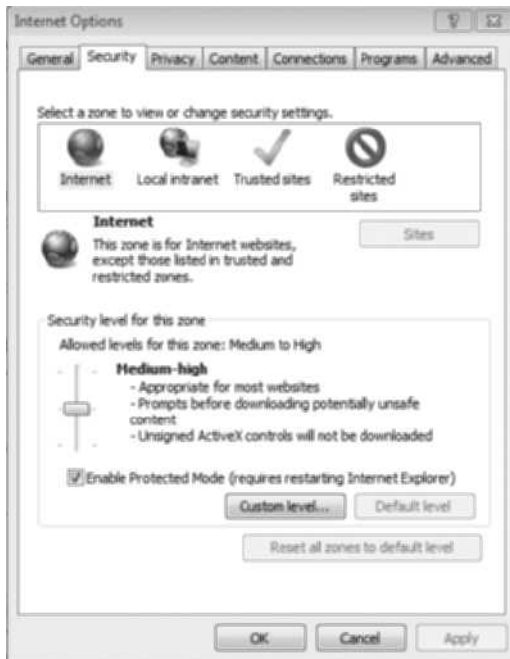 Internet Options
General Security Privacy Content Connections Programs Advanced
Select a zone to view or change security settings.
Internet Local intranet Trusted sites Restricted
sites
Internet
Sites
This zone is for Internet websites,
except those listed in trusted and
restricted zones.
Security level for this zone
Allowed levels for this zone: Medium to High
Medium-high
- Appropriate for most websites
- Prompts before downloading potentially unsafe
content
- Unsigned ActiveX controls will not be downloaded
Enable Protected Mode (requires restarting Internet Explorer)
Custom level... Default level
Reset all zones to default level
OK Cancel Apply